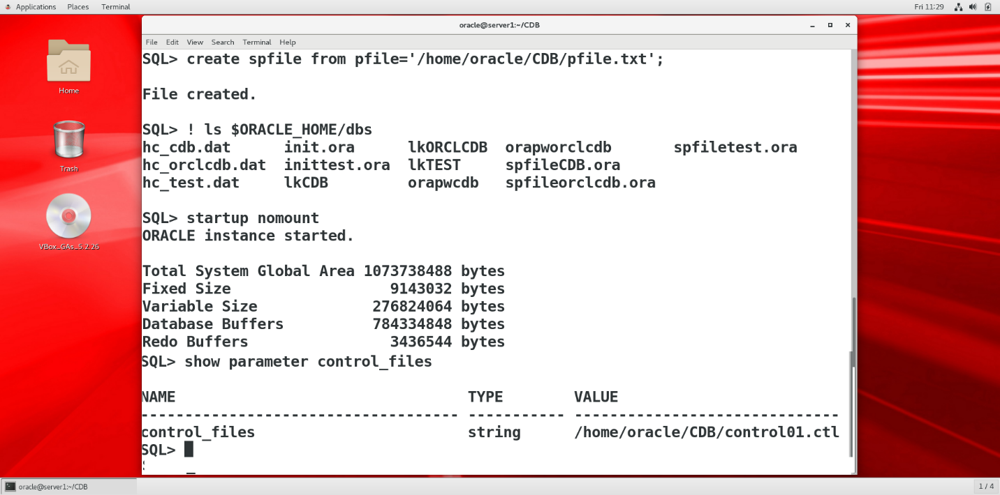 Applications Places Terminal Fri 11:29
oracle@server1:~/CDB
File Edit View Search Terminal Help
SQL> create spfile from pfile='/home/oracle/CDB/pfile.txt';
File created.
SQL> ! ls $ORACLE_HOME/dbs
hc_cdb.dat init.ora lkORCLCDB orapworclcdb spfiletest.ora
hc_orclcdb.dat inittest.ora lkTEST spfileCDB.ora
hc_test.dat lkCDB orapwcdb spfileorclcdb.ora
SQL> startup nomount
ORACLE instance started.
Total System Global Area 1073738488 bytes
Fixed Size 9143032 bytes
Variable Size 276824064 bytes
Database Buffers 784334848 bytes
Redo Buffers 3436544 bytes
SQL> show parameter control_files
NAME TYPE VALUE
------------------------------------ ----------- ------------------------------
control_files string /home/oracle/CDB/control01.ctl
SQL>
Home
Trash
VBox_GAs_5.2.26
oracle@server1:~/CDB 1 / 4